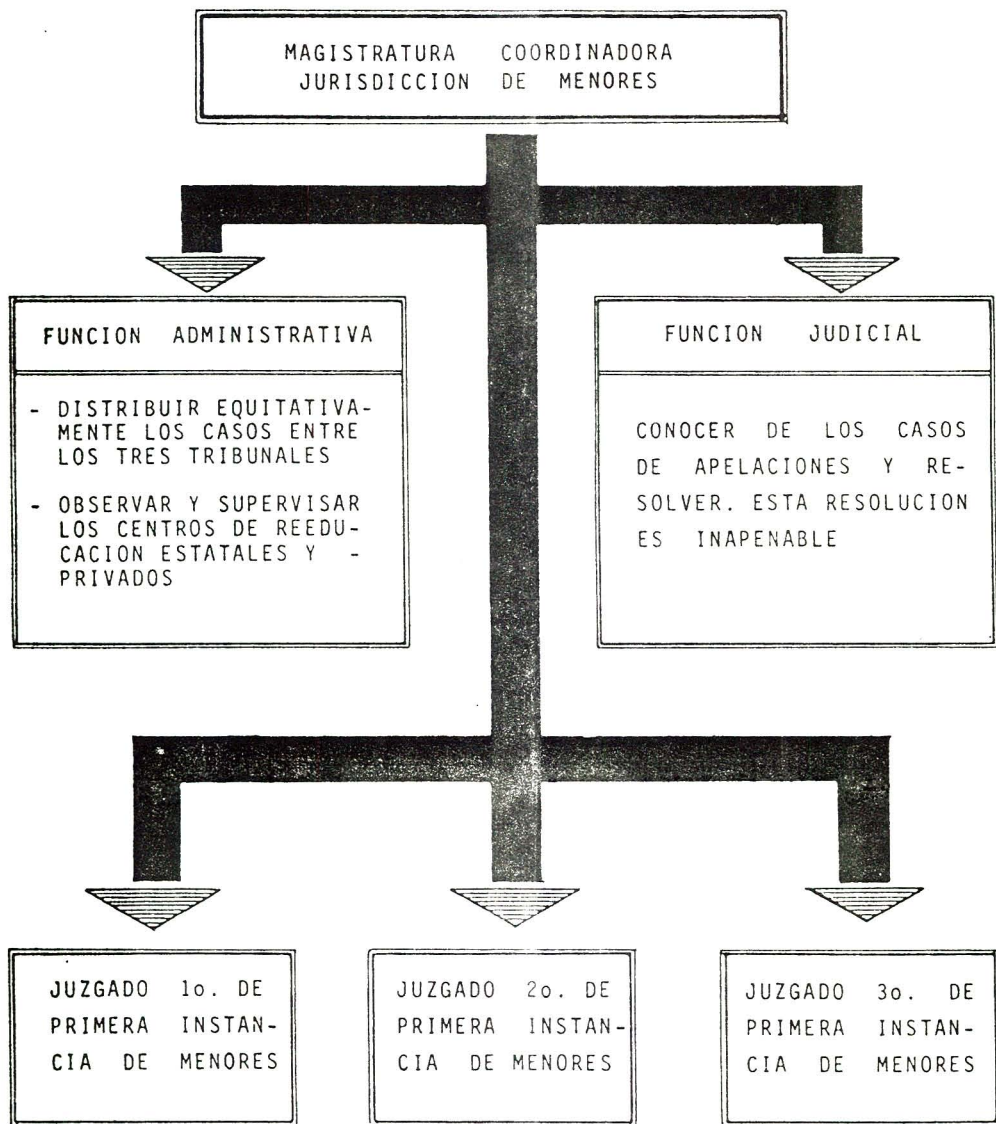 MAGISTRATURA COORDINADORA
JURISDICCION DE MENORES
FUNCION ADMINISTRATIVA
- DISTRIBUIR EQUITATIVA-
MENTE LOS CASOS ENTRE
LOS TRES TRIBUNALES
- OBSERVAR Y SUPERVISAR
LOS CENTROS DE REEDU-
CACION ESTATALES Y -
PRIVADOS
FUNCION JUDICIAL
CONOCER DE LOS CASOS
DE APELACIONES Y RE-
SOLVER. ESTA RESOLUCION
ES INAPENABLE
JUZGADO 1o. DE
PRIMERA INSTAN-
CIA DE MENORES
JUZGADO 2o. DE
PRIMERA INSTAN-
CIA DE MENORES
JUZGADO 3o. DE
PRIMERA INSTAN-
CIA DE MENORES